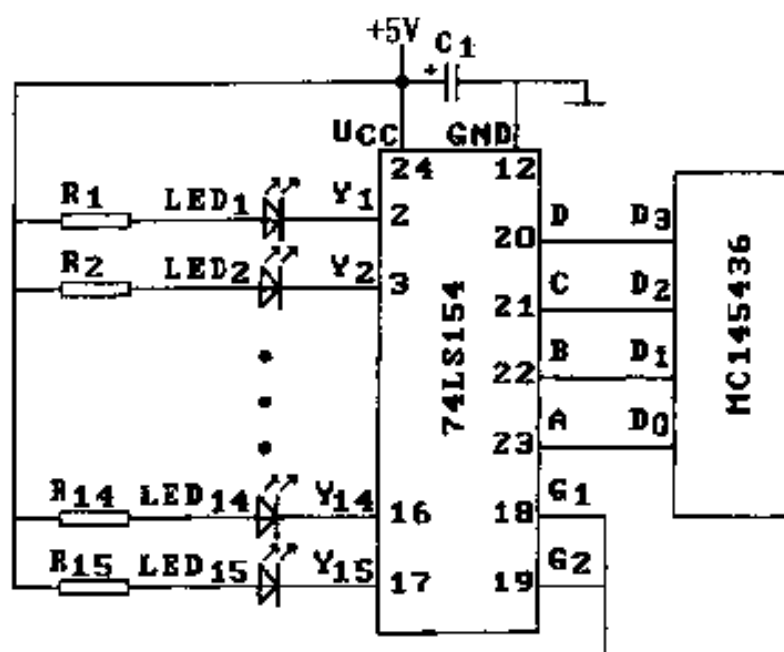 +5V C1
UCC GND
24 12
R1 LED1 Y1 2 D D3
20
R2 LED2 Y2 3 C D2
21
74LS154
MC145436
B D1
22
A D0
23
R14 LED14 Y14 16 18 G1
R15 LED15 Y15 17 19 G2